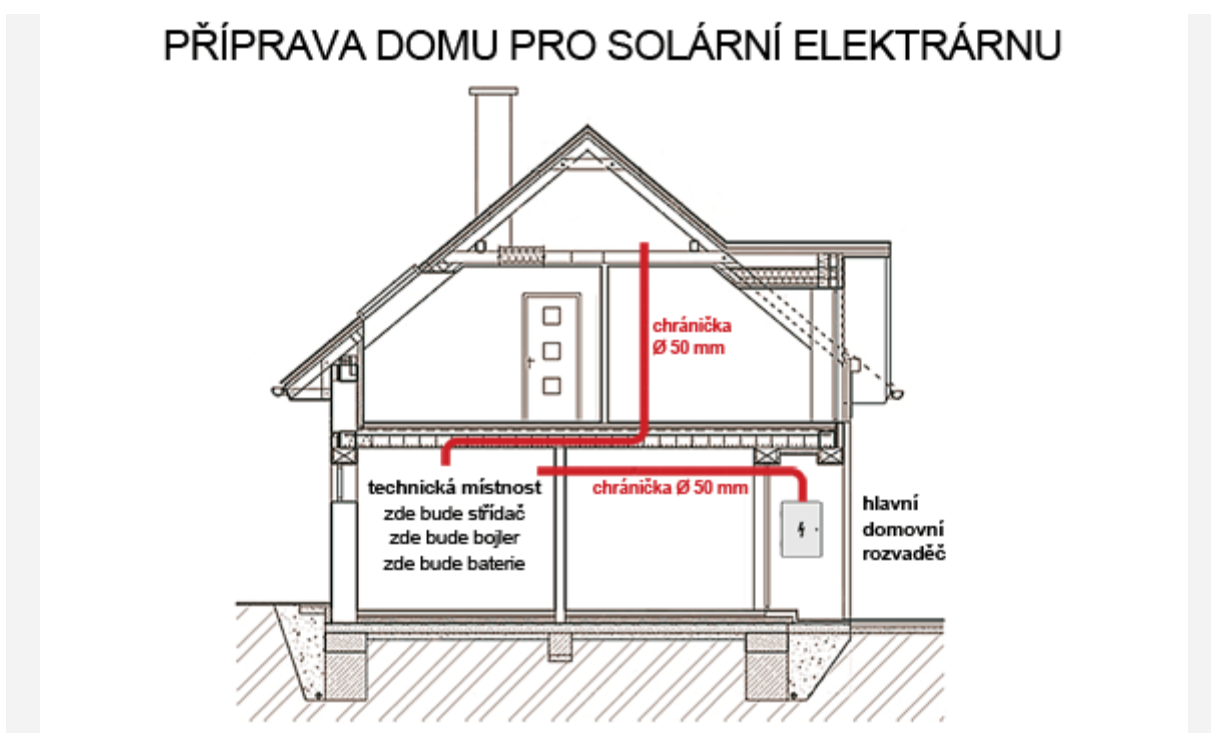 PŘÍPRAVA DOMU PRO SOLÁRNÍ ELEKTRÁRNU
chránička
Ø 50 mm
technická místnost
zde bude střídač
zde bude bojler
zde bude baterie
chránička Ø 50 mm
hlavní
domovní
rozvaděč